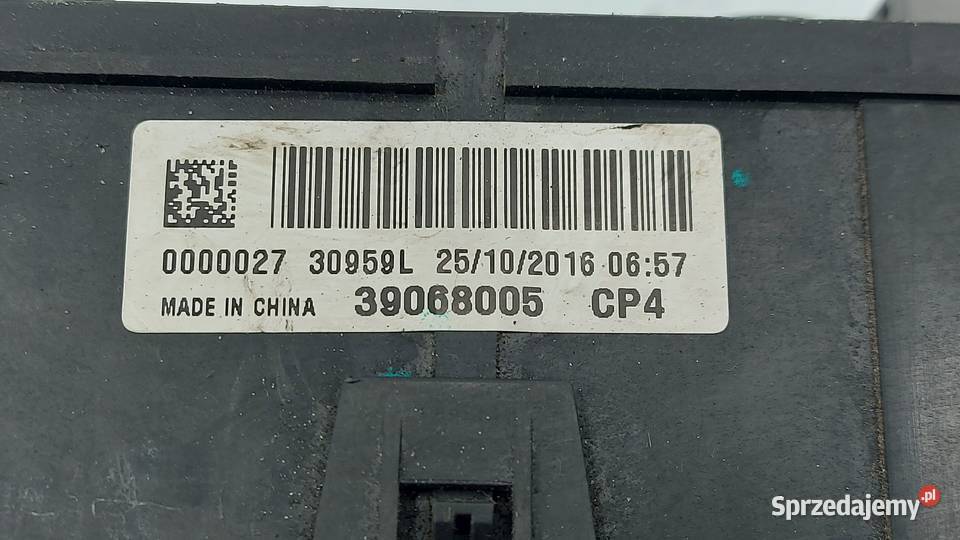 0000027 30959L 25/10/2016 06:57
MADE IN CHINA 39068005 CP4
Sprzedajemy.pl